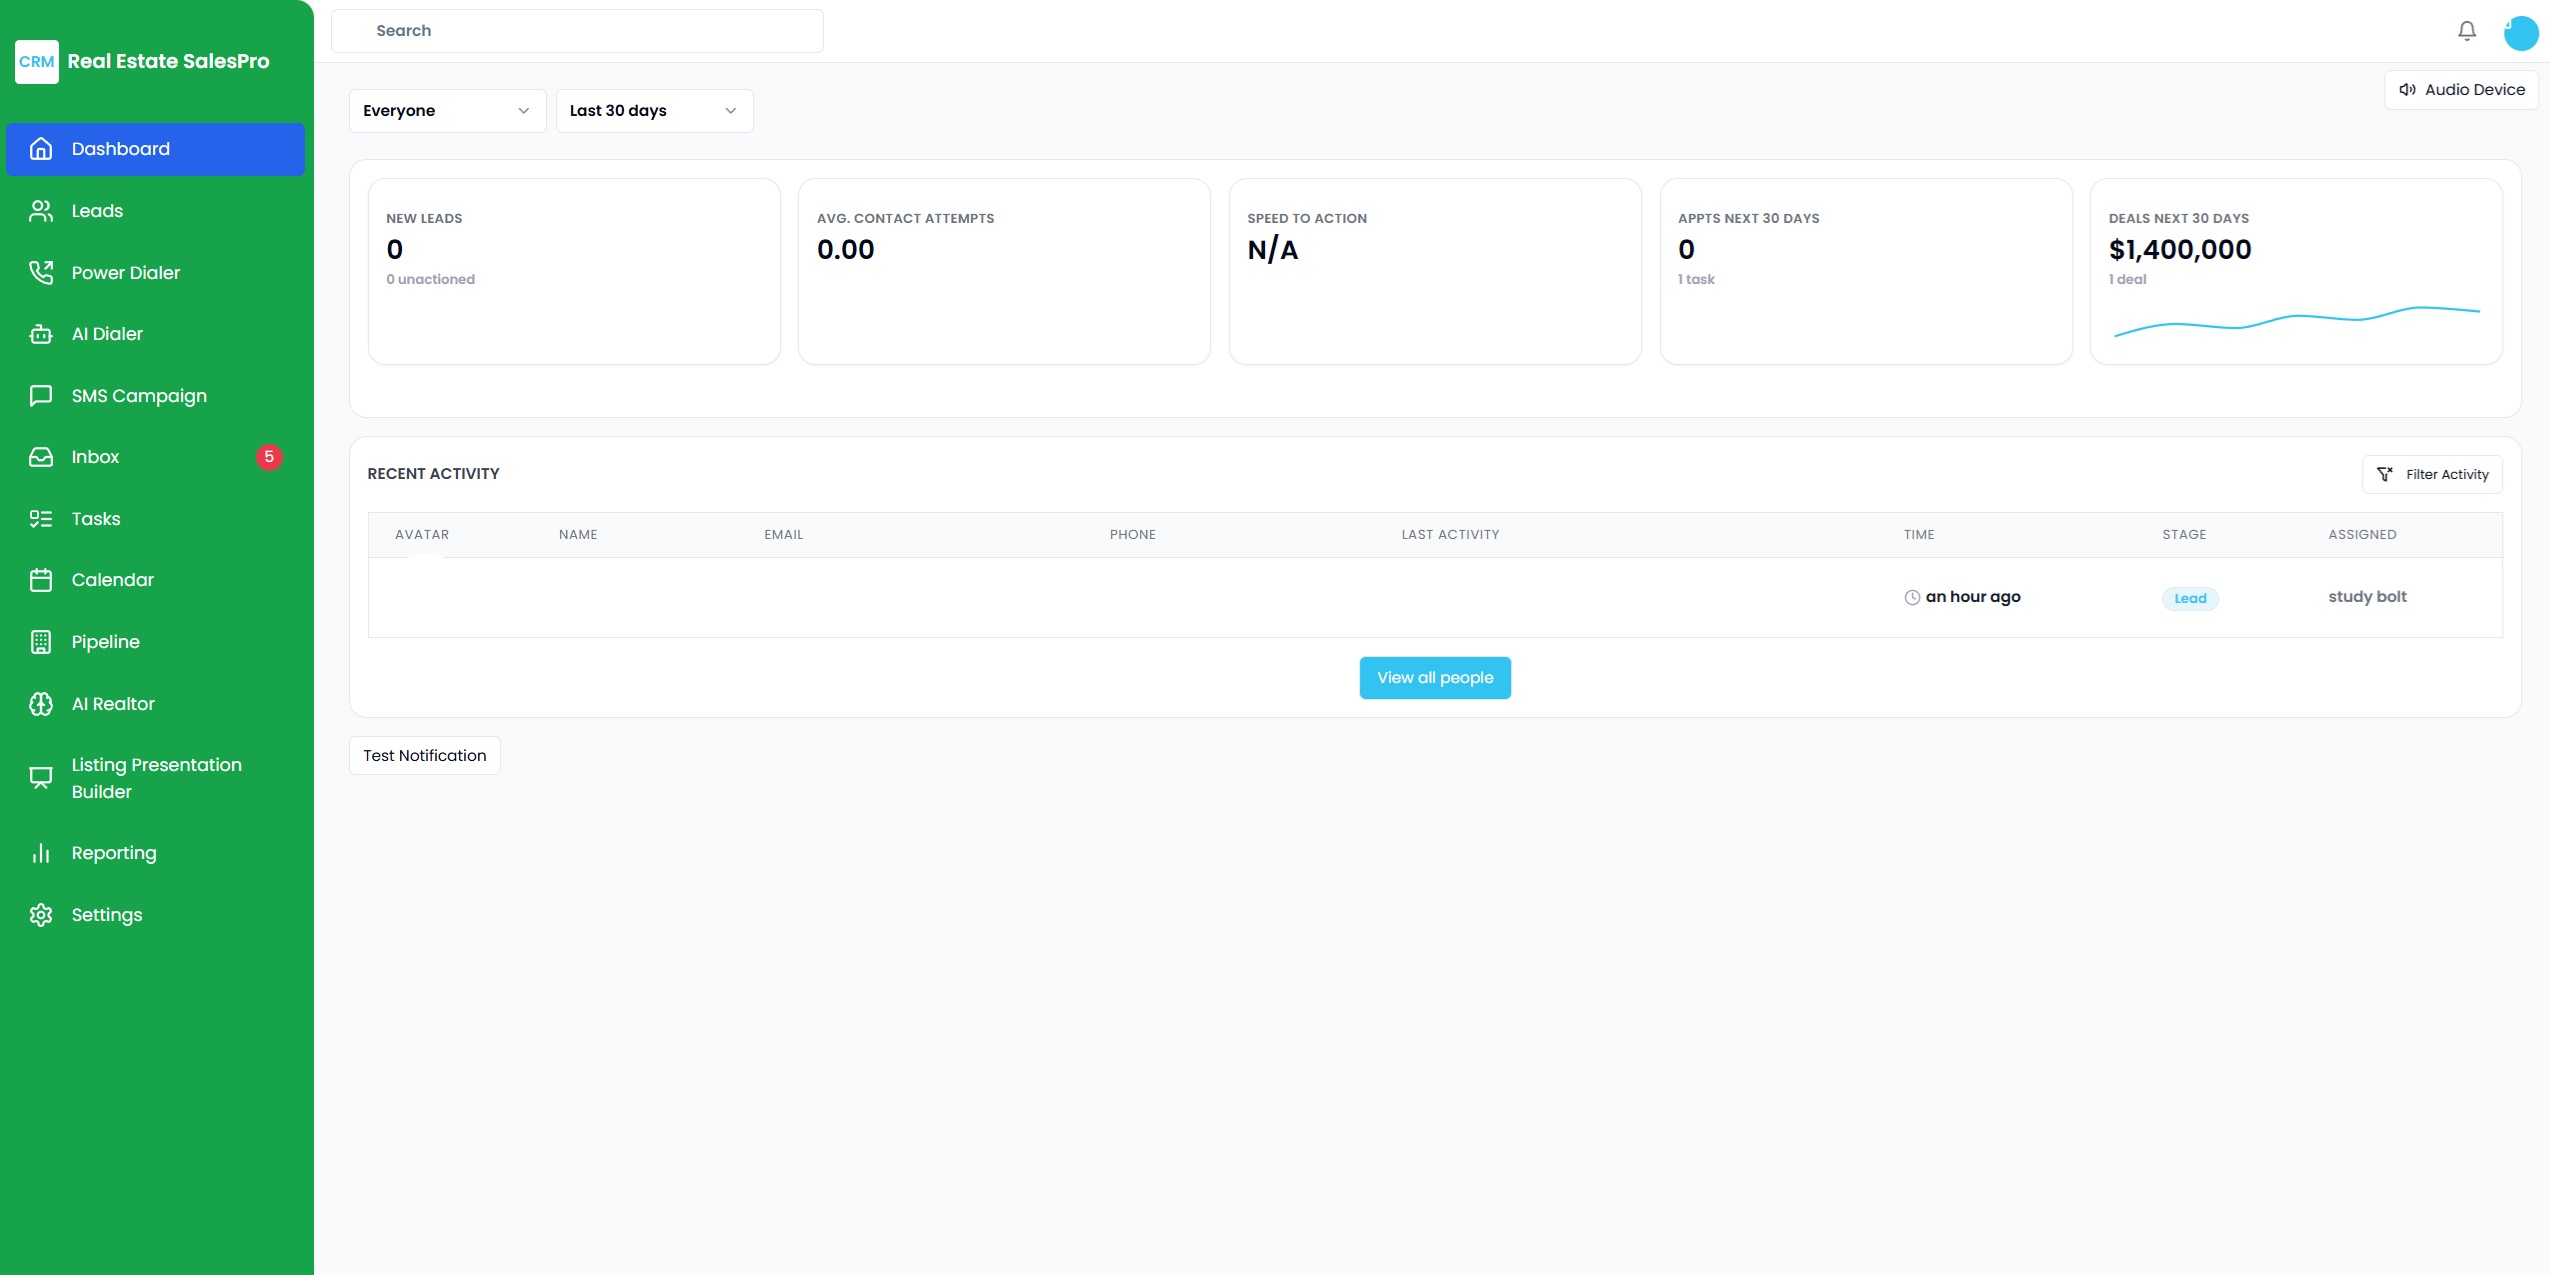 CRM Real Estate SalesPro
Dashboard
Leads
Power Dialer
AI Dialer
SMS Campaign
Inbox 5
Tasks
Calendar
Pipeline
AI Realtor
Listing Presentation
Builder
Reporting
Settings
Search
Audio Device
Everyone
Last 30 days
NEW LEADS
0
0 unactioned
AVG. CONTACT ATTEMPTS
0.00
SPEED TO ACTION
N/A
APPTS NEXT 30 DAYS
0
1 task
DEALS NEXT 30 DAYS
$1,400,000
1 deal
RECENT ACTIVITY
Filter Activity
AVATAR NAME EMAIL PHONE LAST ACTIVITY TIME STAGE ASSIGNED
an hour ago Lead study bolt
View all people
Test Notification